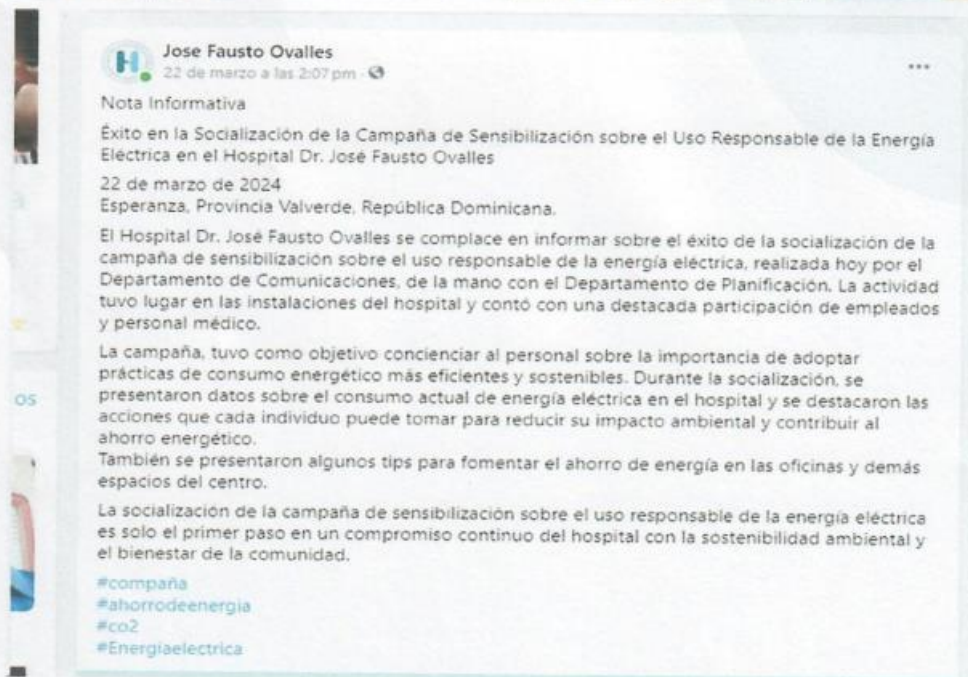 Jose Fausto Ovalles
22 de marzo a las 2:07 pm
Nota Informativa
Éxito en la Socialización de la Campaña de Sensibilización sobre el Uso Responsable de la Energía
Eléctrica en el Hospital Dr. José Fausto Ovalles
22 de marzo de 2024
Esperanza, Provincia Valverde, República Dominicana.
El Hospital Dr. José Fausto Ovalles se complace en informar sobre el éxito de la socialización de la
campaña de sensibilización sobre el uso responsable de la energía eléctrica, realizada hoy por el
Departamento de Comunicaciones, de la mano con el Departamento de Planificación. La actividad
tuvo lugar en las instalaciones del hospital y contó con una destacada participación de empleados
y personal médico.
La campaña, tuvo como objetivo concienciar al personal sobre la importancia de adoptar
prácticas de consumo energético más eficientes y sostenibles. Durante la socialización, se
presentaron datos sobre el consumo actual de energía eléctrica en el hospital y se destacaron las
acciones que cada individuo puede tomar para reducir su impacto ambiental y contribuir al
ahorro energético.
También se presentaron algunos tips para fomentar el ahorro de energía en las oficinas y demás
espacios del centro.
La socialización de la campaña de sensibilización sobre el uso responsable de la energía eléctrica
es solo el primer paso en un compromiso continuo del hospital con la sostenibilidad ambiental y
el bienestar de la comunidad.
#compaña
#ahorrodeenergia
#co2
#Energiaelectrica
os
H